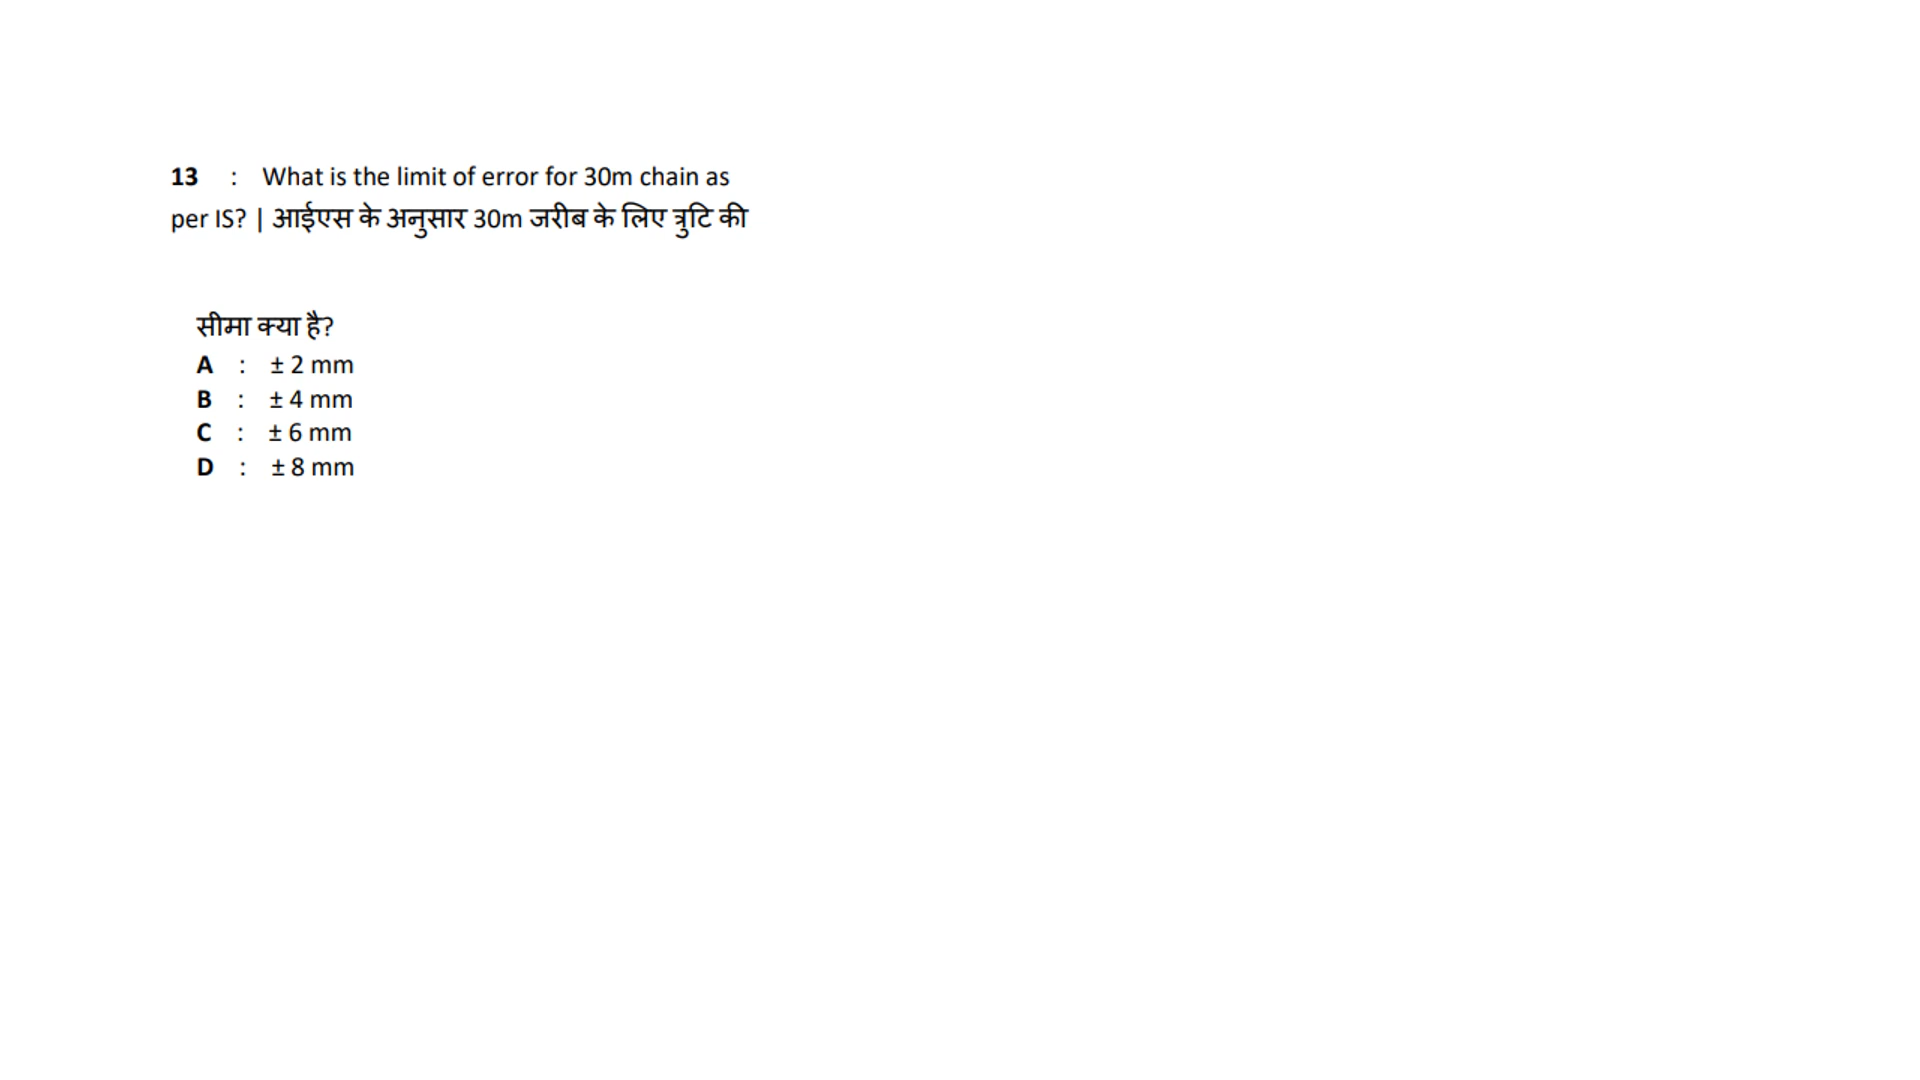 13 : What is the limit of error for 30m chain as
per IS? | आईएस के अनुसार 30m जरीब के लिए त्रुटि की
सीमा क्या है?
A : ± 2 mm
B : ± 4 mm
C : ± 6 mm
D : ± 8 mm